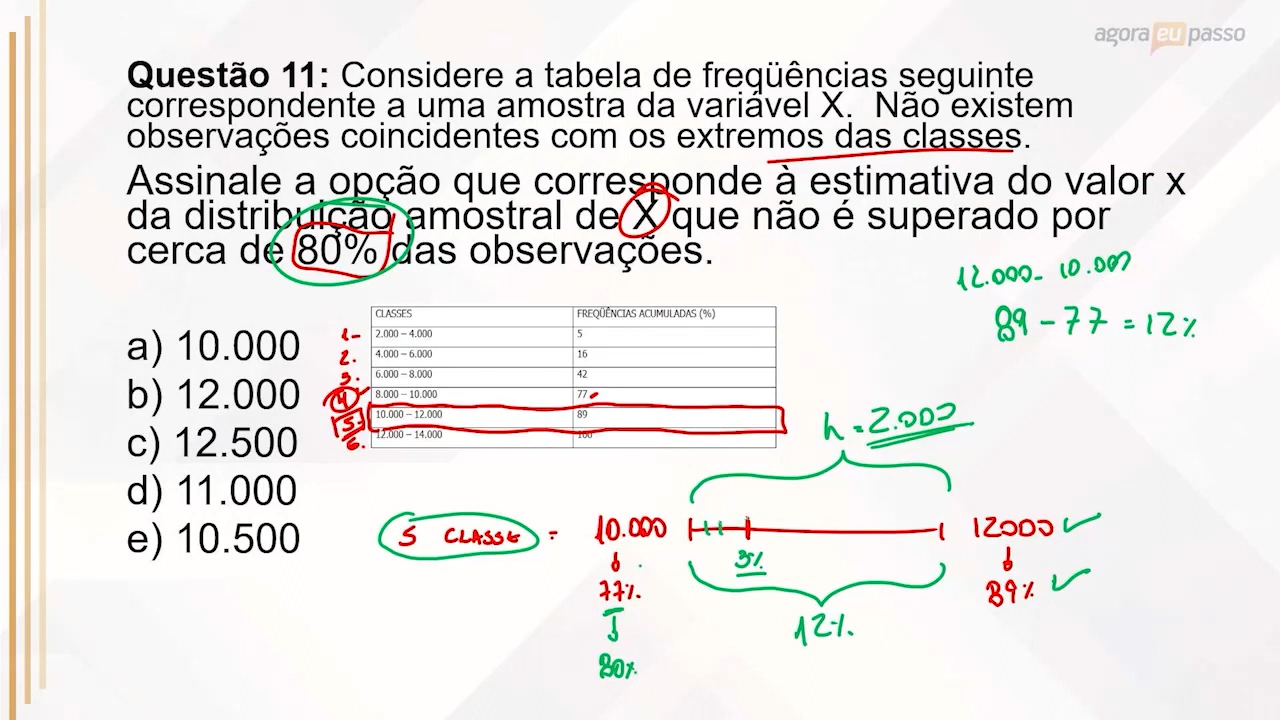 agora eu passo
Questão 11: Considere a tabela de freqüências seguinte
correspondente a uma amostra da variável X. Não existem
observações coincidentes com os extremos das classes.
Assinale a opção que corresponde à estimativa do valor x
da distribuição amostral de X que não é superado por
cerca de 80% das observações.
12.000 - 10.000
89 - 77 = 12%
a) 10.000
b) 12.000
c) 12.500
d) 11.000
e) 10.500
CLASSES FREQÜÊNCIAS ACUMULADAS (%)
1- 2.000 – 4.000 5
2. 4.000 – 6.000 16
3. 6.000 – 8.000 42
4 8.000 – 10.000 77
5- 10.000 – 12.000 89
6. 12.000 – 14.000 100
h = 2.000
5 CLASSE = 10.000 12000
3%
77% 89%
12%
80%